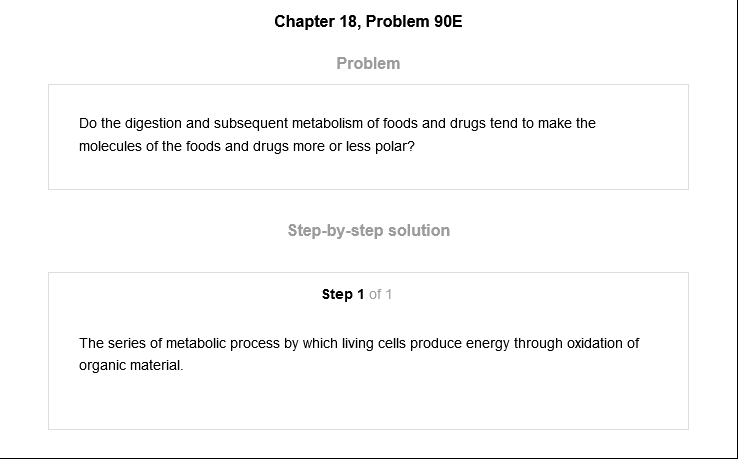 Chapter 18, Problem 90E
Problem
Do the digestion and subsequent metabolism of foods and drugs tend to make the
molecules of the foods and drugs more or less polar?
Step-by-step solution
Step 1 of 1
The series of metabolic process by which living cells produce energy through oxidation of
organic material.